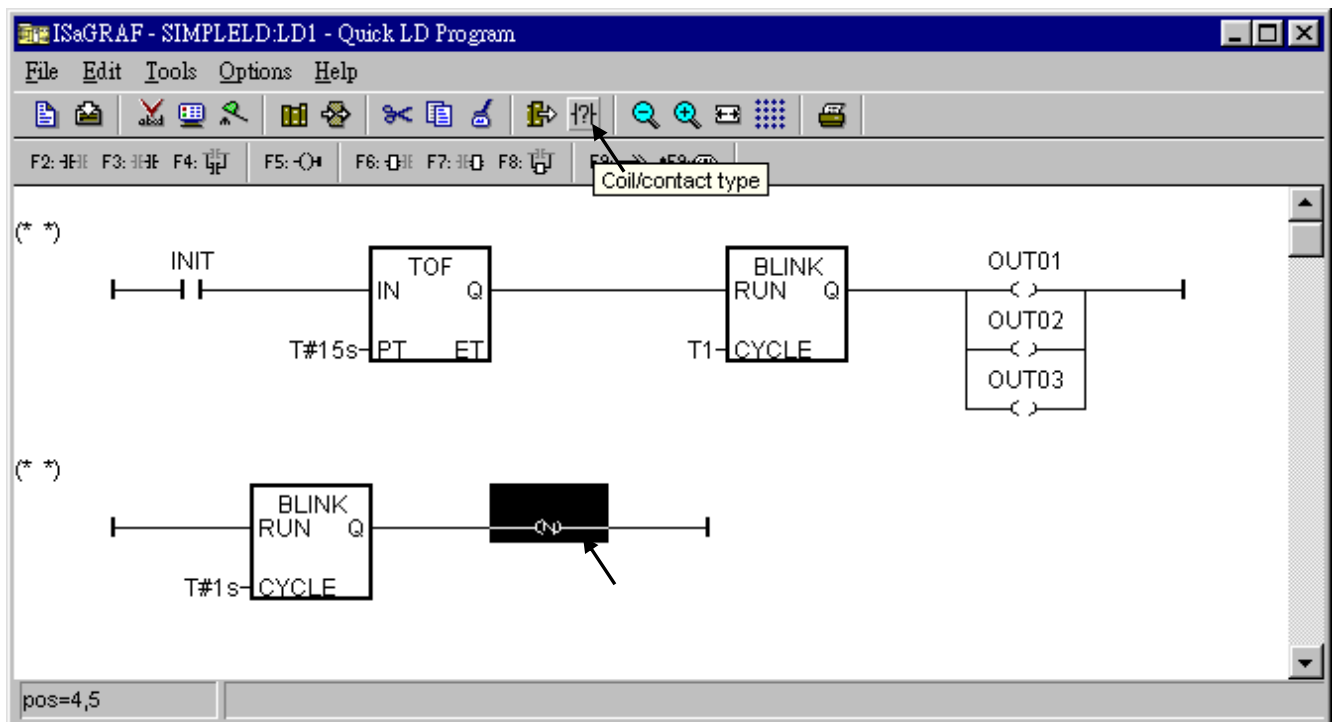 ISaGRAF - SIMPLELD:LD1 - Quick LD Program
File Edit Tools Options Help
F2: F3: F4: F5: F6: F7: F8:
Coil/contact type
(* *)
INIT TOF BLINK OUT01
IN Q RUN Q
OUT02
T#15s PT ET T1 CYCLE
OUT03
(* *)
BLINK
RUN Q (N)
T#1s CYCLE
pos=4,5